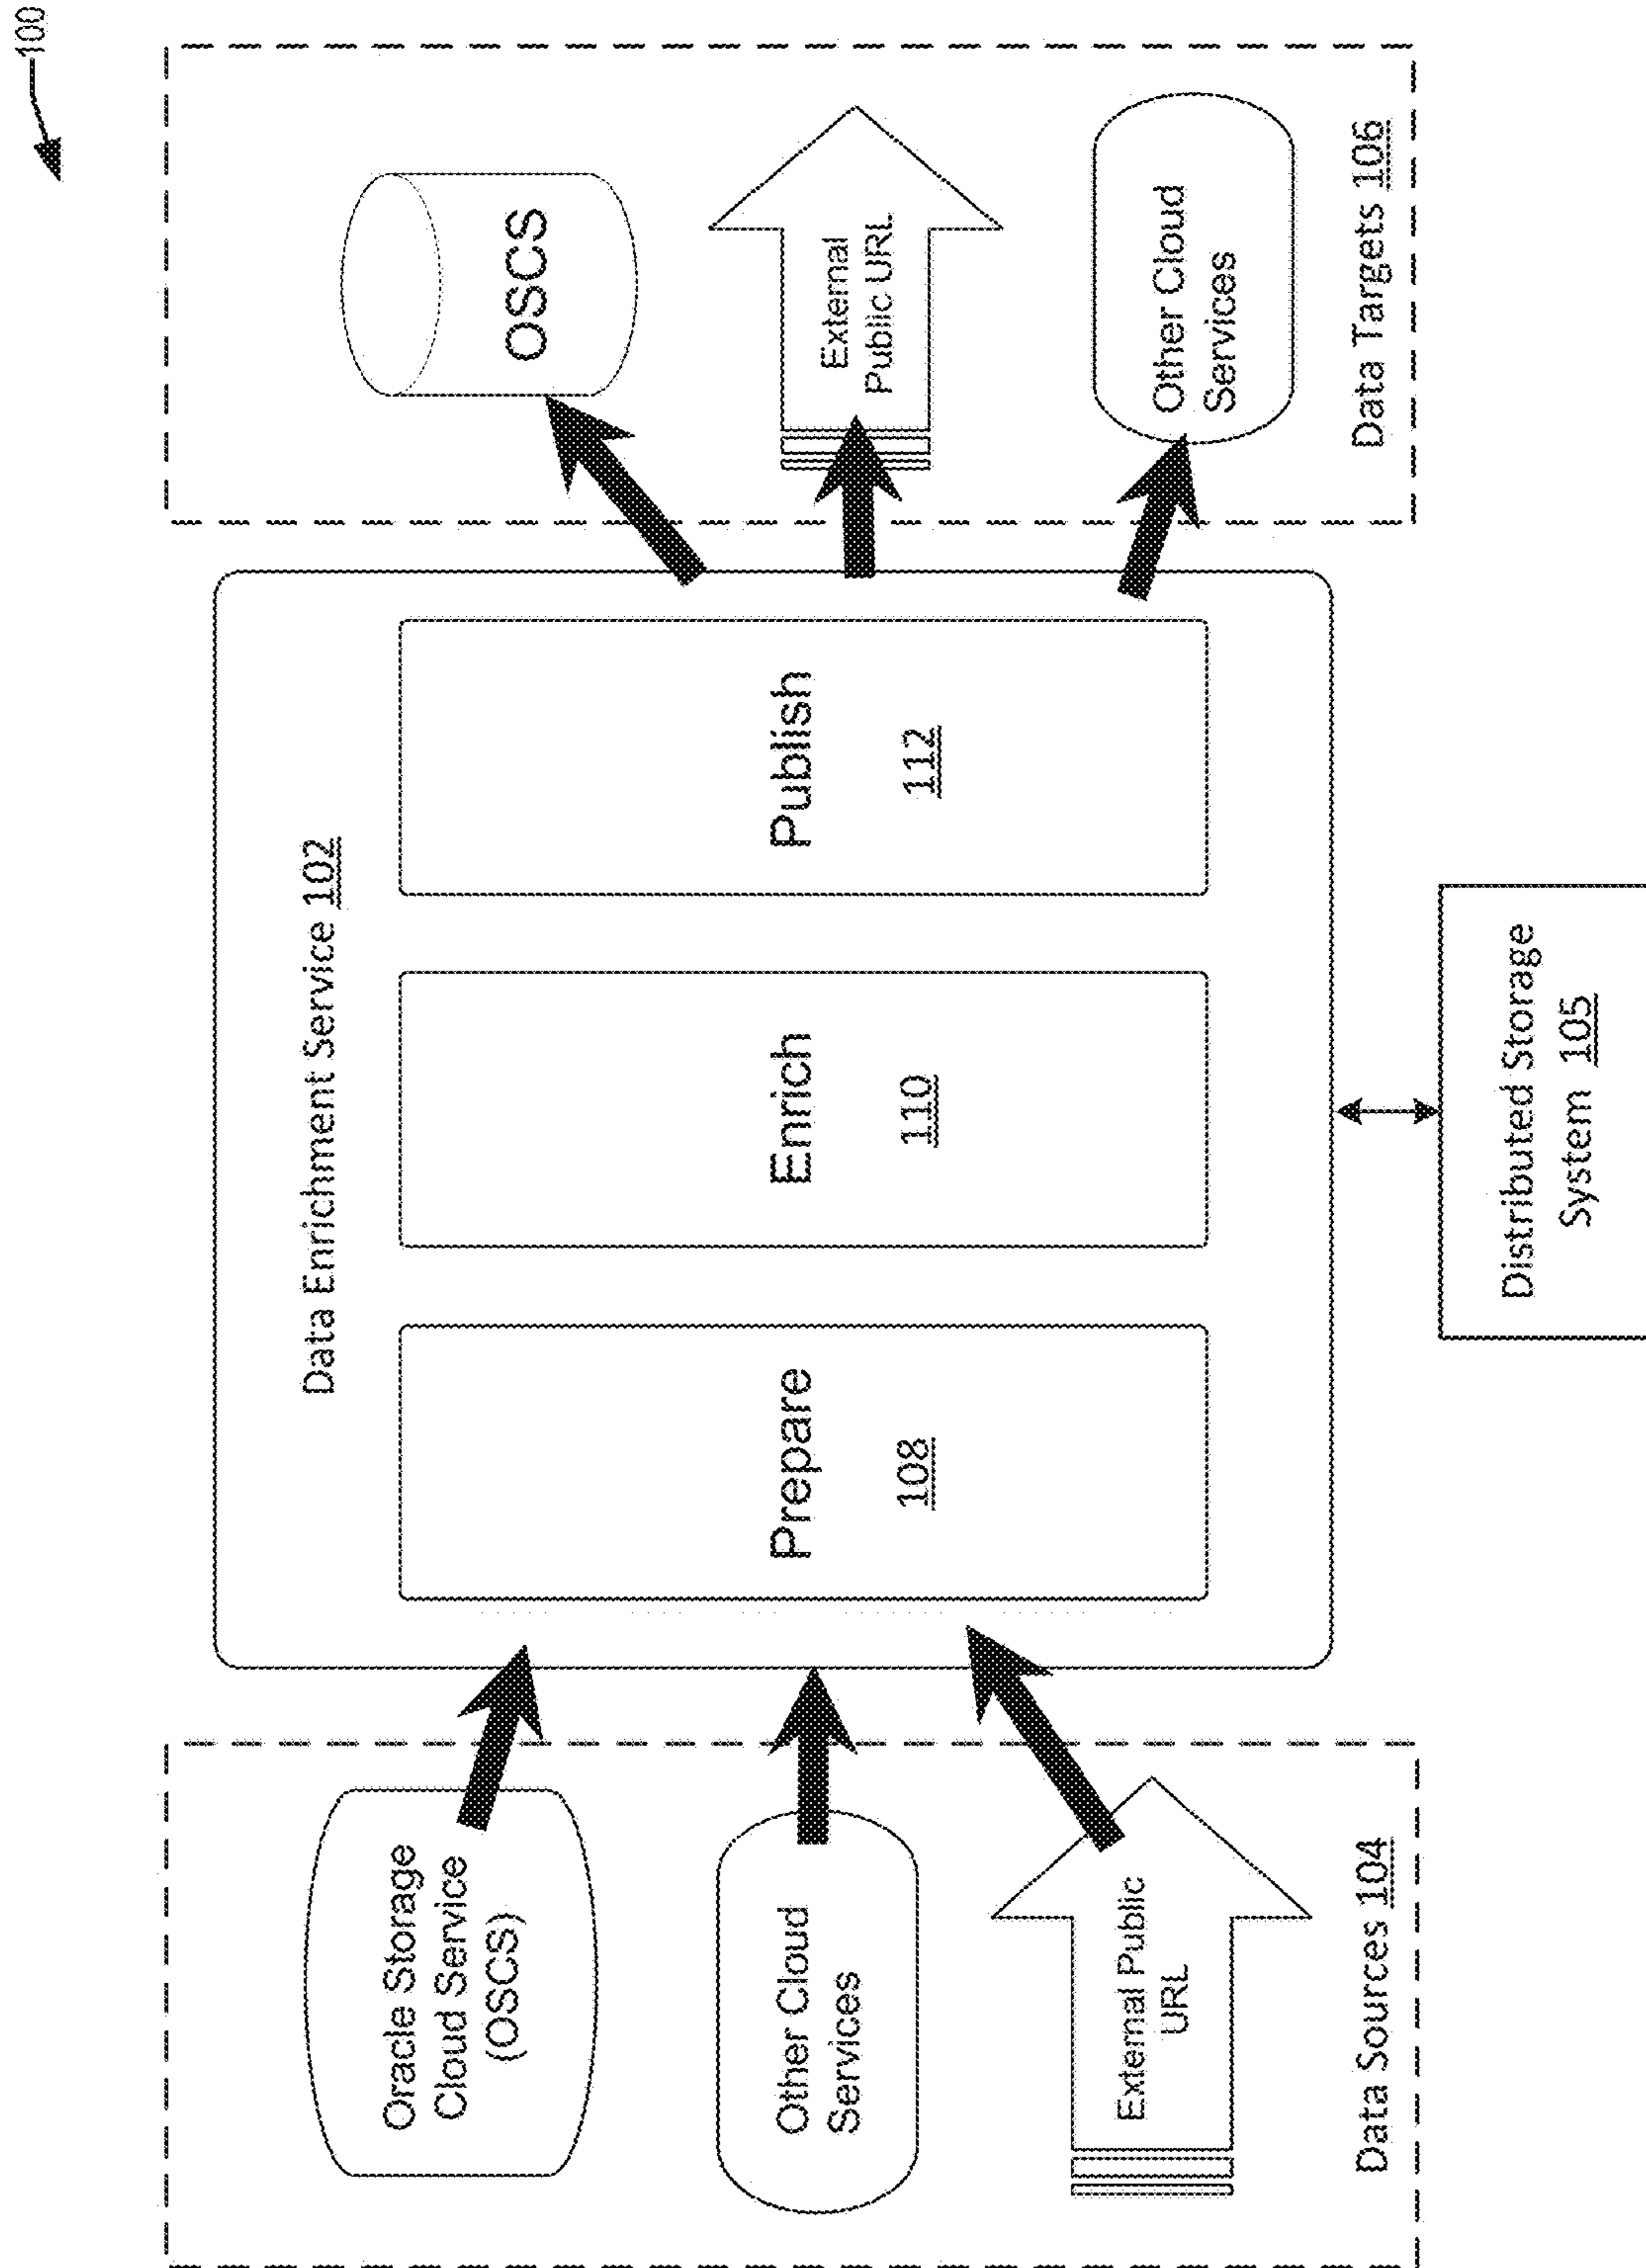 100
Oracle Storage
Cloud Service
(OSCS)
Other Cloud
Services
External Public
URL
Data Sources 104
Data Enrichment Service 102
Prepare
108
Enrich
110
Publish
112
OSCS
External
Public URL
Other Cloud
Services
Data Targets 106
Distributed Storage
System 105